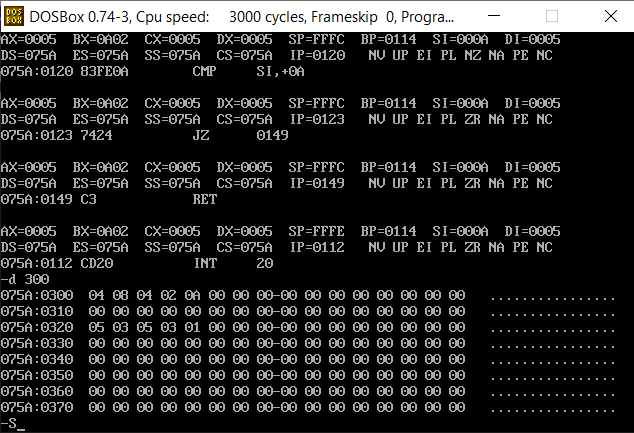 DOS BOX DOSBox 0.74-3, Cpu speed: 3000 cycles, Frameskip 0, Progra...
AX=0005 BX=0A02 CX=0005 DX=0005 SP=FFFC BP=0114 SI=000A DI=0005
DS=075A ES=075A SS=075A CS=075A IP=0120 NV UP EI PL NZ NA PE NC
075A:0120 83FE0A CMP SI,+0A
AX=0005 BX=0A02 CX=0005 DX=0005 SP=FFFC BP=0114 SI=000A DI=0005
DS=075A ES=075A SS=075A CS=075A IP=0123 NV UP EI PL ZR NA PE NC
075A:0123 7424 JZ 0149
AX=0005 BX=0A02 CX=0005 DX=0005 SP=FFFC BP=0114 SI=000A DI=0005
DS=075A ES=075A SS=075A CS=075A IP=0149 NV UP EI PL ZR NA PE NC
075A:0149 C3 RET
AX=0005 BX=0A02 CX=0005 DX=0005 SP=FFFE BP=0114 SI=000A DI=0005
DS=075A ES=075A SS=075A CS=075A IP=0112 NV UP EI PL ZR NA PE NC
075A:0112 CD20 INT 20
-d 300
075A:0300 04 08 04 02 0A 00 00 00-00 00 00 00 00 00 00 00 ................
075A:0310 00 00 00 00 00 00 00 00-00 00 00 00 00 00 00 00 ................
075A:0320 05 03 05 03 01 00 00 00-00 00 00 00 00 00 00 00 ................
075A:0330 00 00 00 00 00 00 00 00-00 00 00 00 00 00 00 00 ................
075A:0340 00 00 00 00 00 00 00 00-00 00 00 00 00 00 00 00 ................
075A:0350 00 00 00 00 00 00 00 00-00 00 00 00 00 00 00 00 ................
075A:0360 00 00 00 00 00 00 00 00-00 00 00 00 00 00 00 00 ................
075A:0370 00 00 00 00 00 00 00 00-00 00 00 00 00 00 00 00 ................
-S_